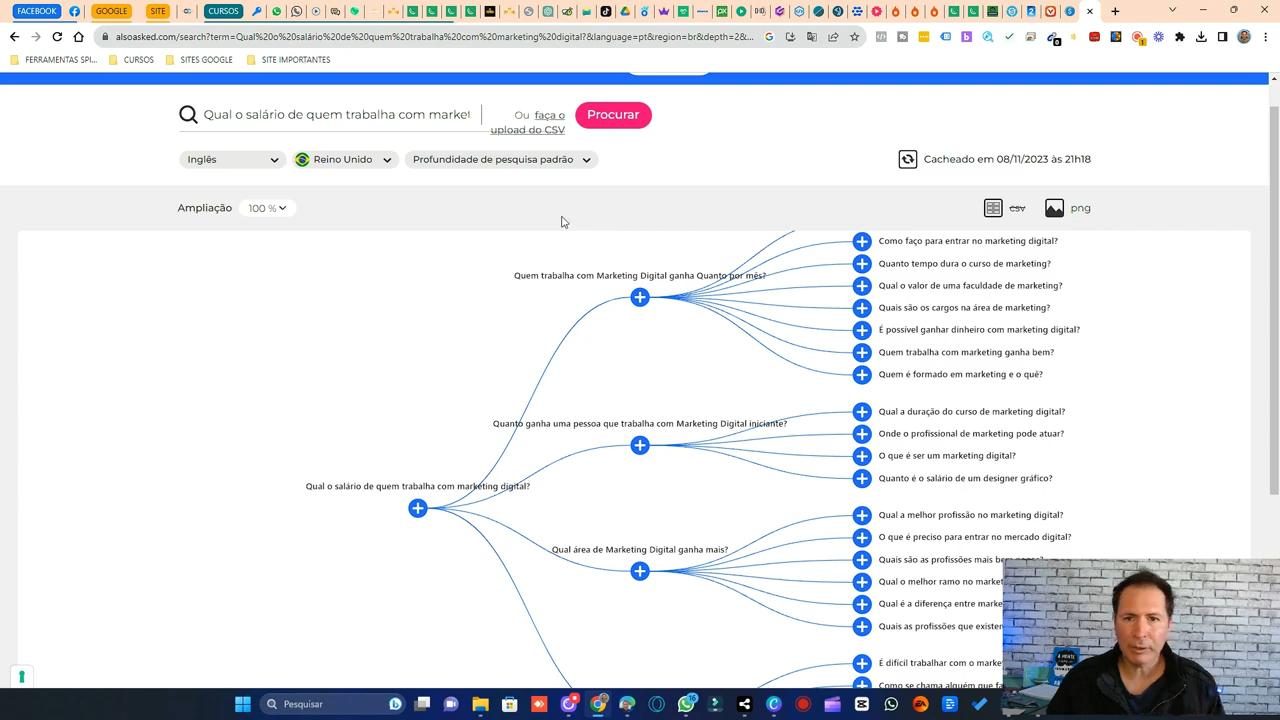 FACEBOOK
GOOGLE
SITE
CURSOS
alsoasked.com/search?term=Qual%20o%20salário%20de%20quem%20trabalha%20com%20marketing%20digital?&language=pt&region=br&depth=2&...
FERRAMENTAS SPI...
CURSOS
SITES GOOGLE
SITE IMPORTANTES
Qual o salário de quem trabalha com market
Ou faça o
upload do CSV
Procurar
Inglês
Reino Unido
Profundidade de pesquisa padrão
Cacheado em 08/11/2023 às 21h18
Ampliação
100 %
csv
png
Como faço para entrar no marketing digital?
Quanto tempo dura o curso de marketing?
Quem trabalha com Marketing Digital ganha Quanto por mês?
Qual o valor de uma faculdade de marketing?
Quais são os cargos na área de marketing?
É possível ganhar dinheiro com marketing digital?
Quem trabalha com marketing ganha bem?
Quem é formado em marketing e o quê?
Qual a duração do curso de marketing digital?
Quanto ganha uma pessoa que trabalha com Marketing Digital iniciante?
Onde o profissional de marketing pode atuar?
O que é ser um marketing digital?
Quanto é o salário de um designer gráfico?
Qual o salário de quem trabalha com marketing digital?
Qual a melhor profissão no marketing digital?
O que é preciso para entrar no mercado digital?
Qual área de Marketing Digital ganha mais?
Quais são as profissões mais
Qual o melhor ramo no market
Qual é a diferença entre marke
Quais as profissões que existem
É difícil trabalhar com o marke
Como se chama alguém que fa
A MENTE
Pesquisar
16